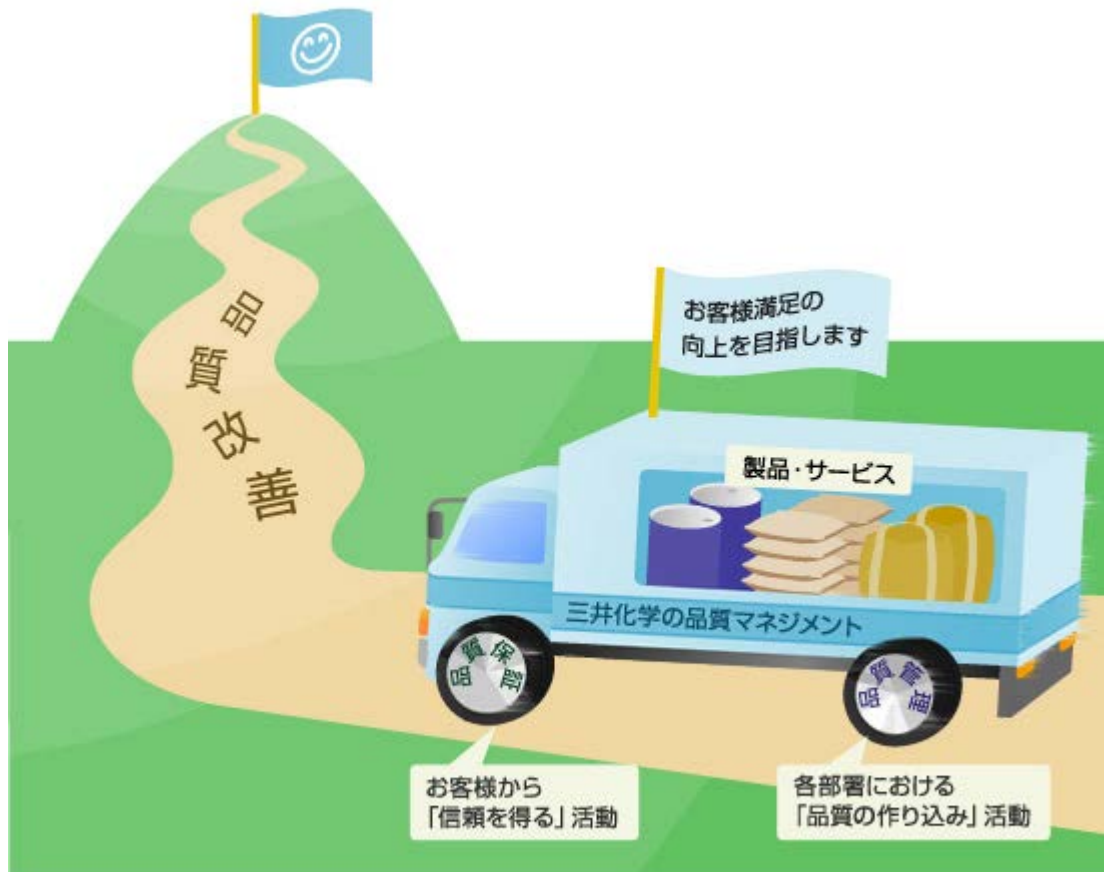 品質改善
お客様満足の
向上を目指します
製品・サービス
三井化学の品質マネジメント
品質保証
品質管理
お客様から
「信頼を得る」活動
各部署における
「品質の作り込み」活動